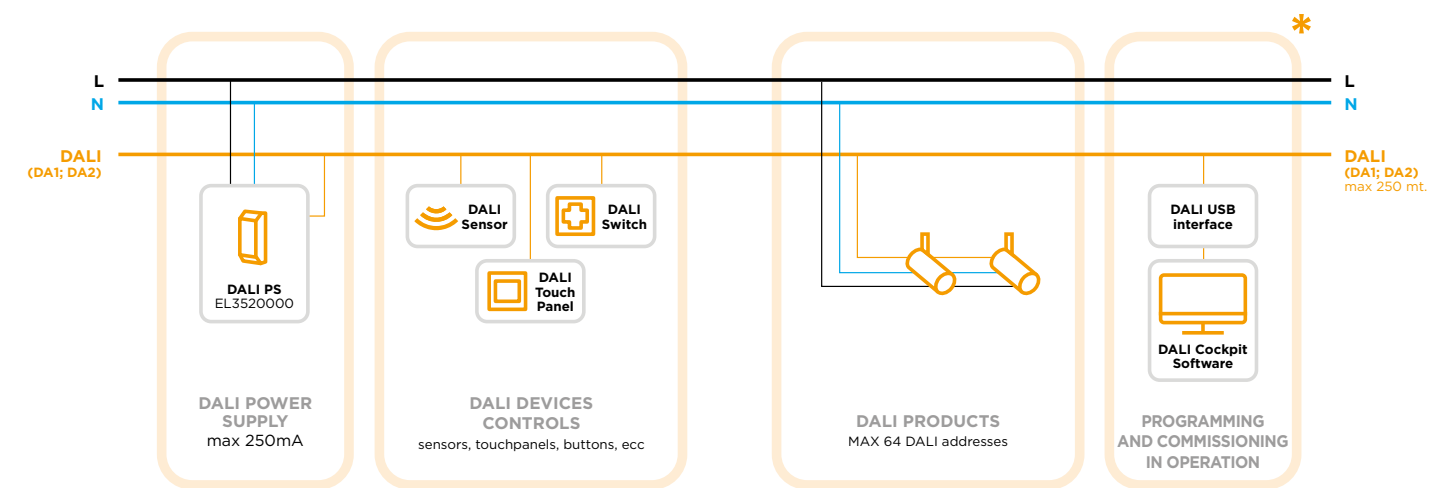 *
L
N
DALI
(DA1; DA2)
L
N
DALI
(DA1; DA2)
max 250 mt.
DALI PS
EL3520000
DALI POWER
SUPPLY
max 250mA
DALI
Sensor
DALI
Switch
DALI
Touch
Panel
DALI DEVICES
CONTROLS
sensors, touchpanels, buttons, ecc
DALI PRODUCTS
MAX 64 DALI addresses
DALI USB
interface
DALI Cockpit
Software
PROGRAMMING
AND COMMISSIONING
IN OPERATION